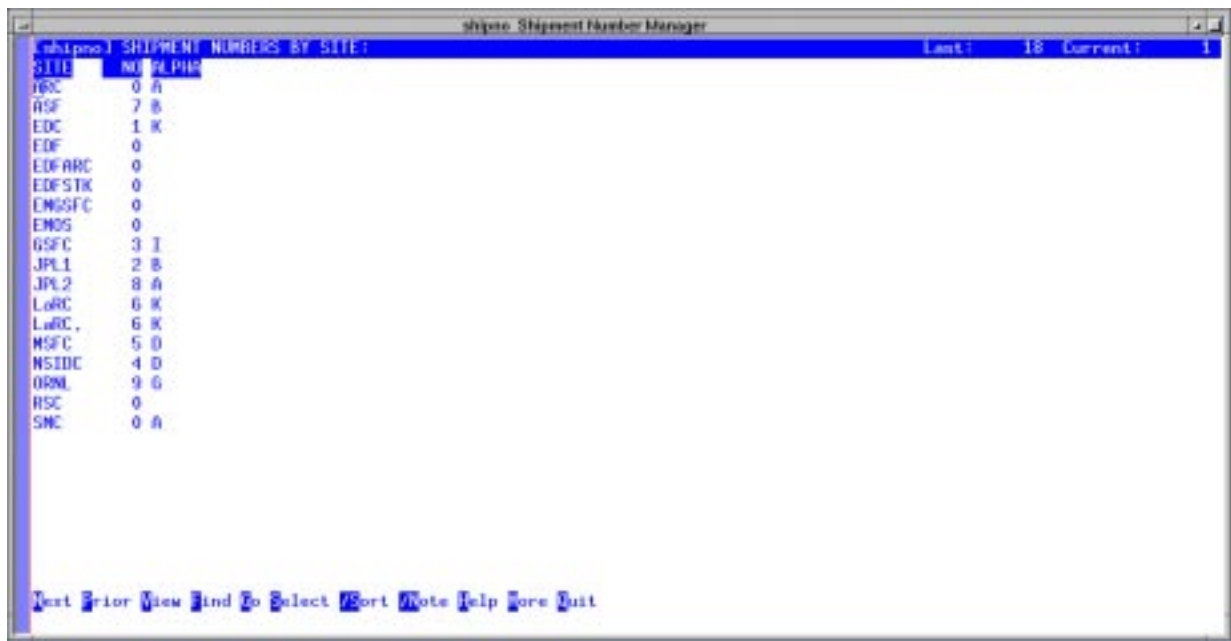 shipno Shipment Number Manager
[shipno] SHIPMENT NUMBERS BY SITE: Last: 18 Current: 1
SITE NO ALPHA
ARC 0 A
ASF 7 B
EDC 1 K
EDF 0
EDFARC 0
EDFSTK 0
EMGSFC 0
EMOS 0
GSFC 3 I
JPL1 2 B
JPL2 8 A
LaRC 6 K
LaRC. 6 K
MSFC 5 D
NSIDC 4 D
ORNL 9 G
RSC 0
SMC 0 A
Next Prior View Find Go Select /Sort /Note Help More Quit